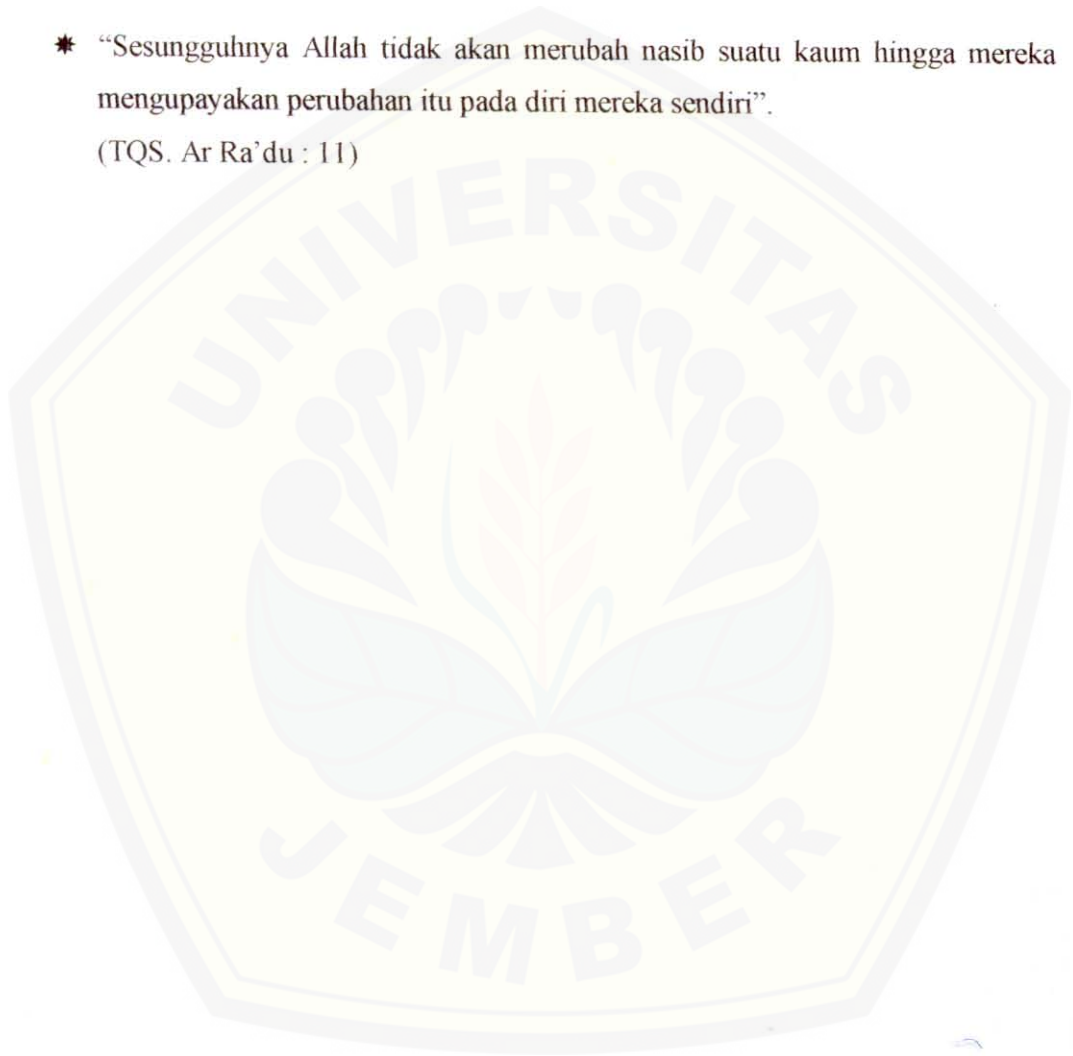 ✷ “Sesungguhnya Allah tidak akan merubah nasib suatu kaum hingga mereka
mengupayakan perubahan itu pada diri mereka sendiri”.
(TQS. Ar Ra’du : 11)
UNIVERSITAS
JEMBER